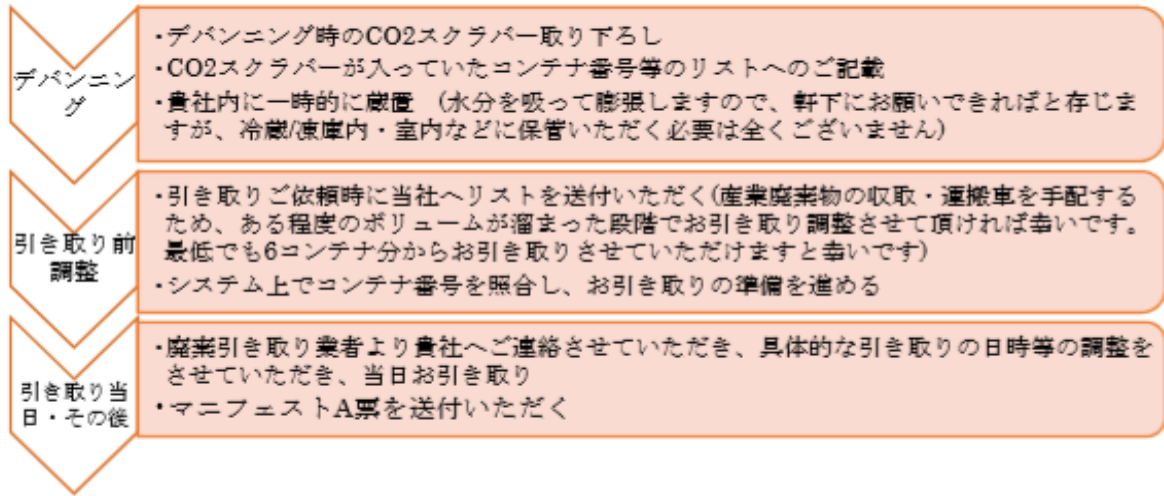 デバンニン
グ
・デバンニング時のCO2スクラバー取り下ろし
・CO2スクラバーが入っていたコンテナ番号等のリストへのご記載
・貴社内に一時的に蔵置 （水分を吸って膨張しますので、軒下にお願いできればと存じま
すが、冷蔵/凍庫内・室内などに保管いただく必要は全くございません）
引き取り前
調整
・引き取りご依頼時に当社へリストを送付いただく(産業廃棄物の収取・運搬車を手配する
ため、ある程度のボリュームが溜まった段階でお引き取り調整させて頂ければ幸いです。
最低でも6コンテナ分からお引き取りさせていただけますと幸いです)
・システム上でコンテナ番号を照合し、お引き取りの準備を進める
引き取り当
日・その後
・廃棄引き取り業者より貴社へご連絡させていただき、具体的な引き取りの日時等の調整を
させていただき、当日お引き取り
・マニフェストA票を送付いただく